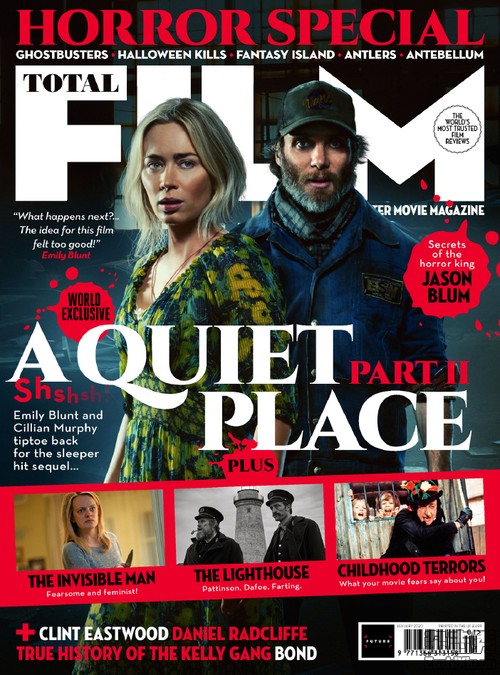 HORROR SPECIAL
GHOSTBUSTERS • HALLOWEEN KILLS • FANTASY ISLAND • ANTLERS • ANTEBELLUM
TOTAL
FILM
THE
WORLD'S
MOST TRUSTED
FILM
REVIEWS
TER MOVIE MAGAZINE
“What happens next?...
The idea for this film
felt too good!”
Emily Blunt
Secrets
of the
horror king
JASON
BLUM
WORLD
EXCLUSIVE
A QUIET
PART II
PLACE
Shshsh!
Emily Blunt and
Cillian Murphy
tiptoe back
for the sleeper
hit sequel...
PLUS
THE INVISIBLE MAN
Fearsome and feminist!
THE LIGHTHOUSE
Pattinson. Dafoe. Farting.
CHILDHOOD TERRORS
What your movie fears say about you!
+ CLINT EASTWOOD DANIEL RADCLIFFE
TRUE HISTORY OF THE KELLY GANG BOND
FUTURE